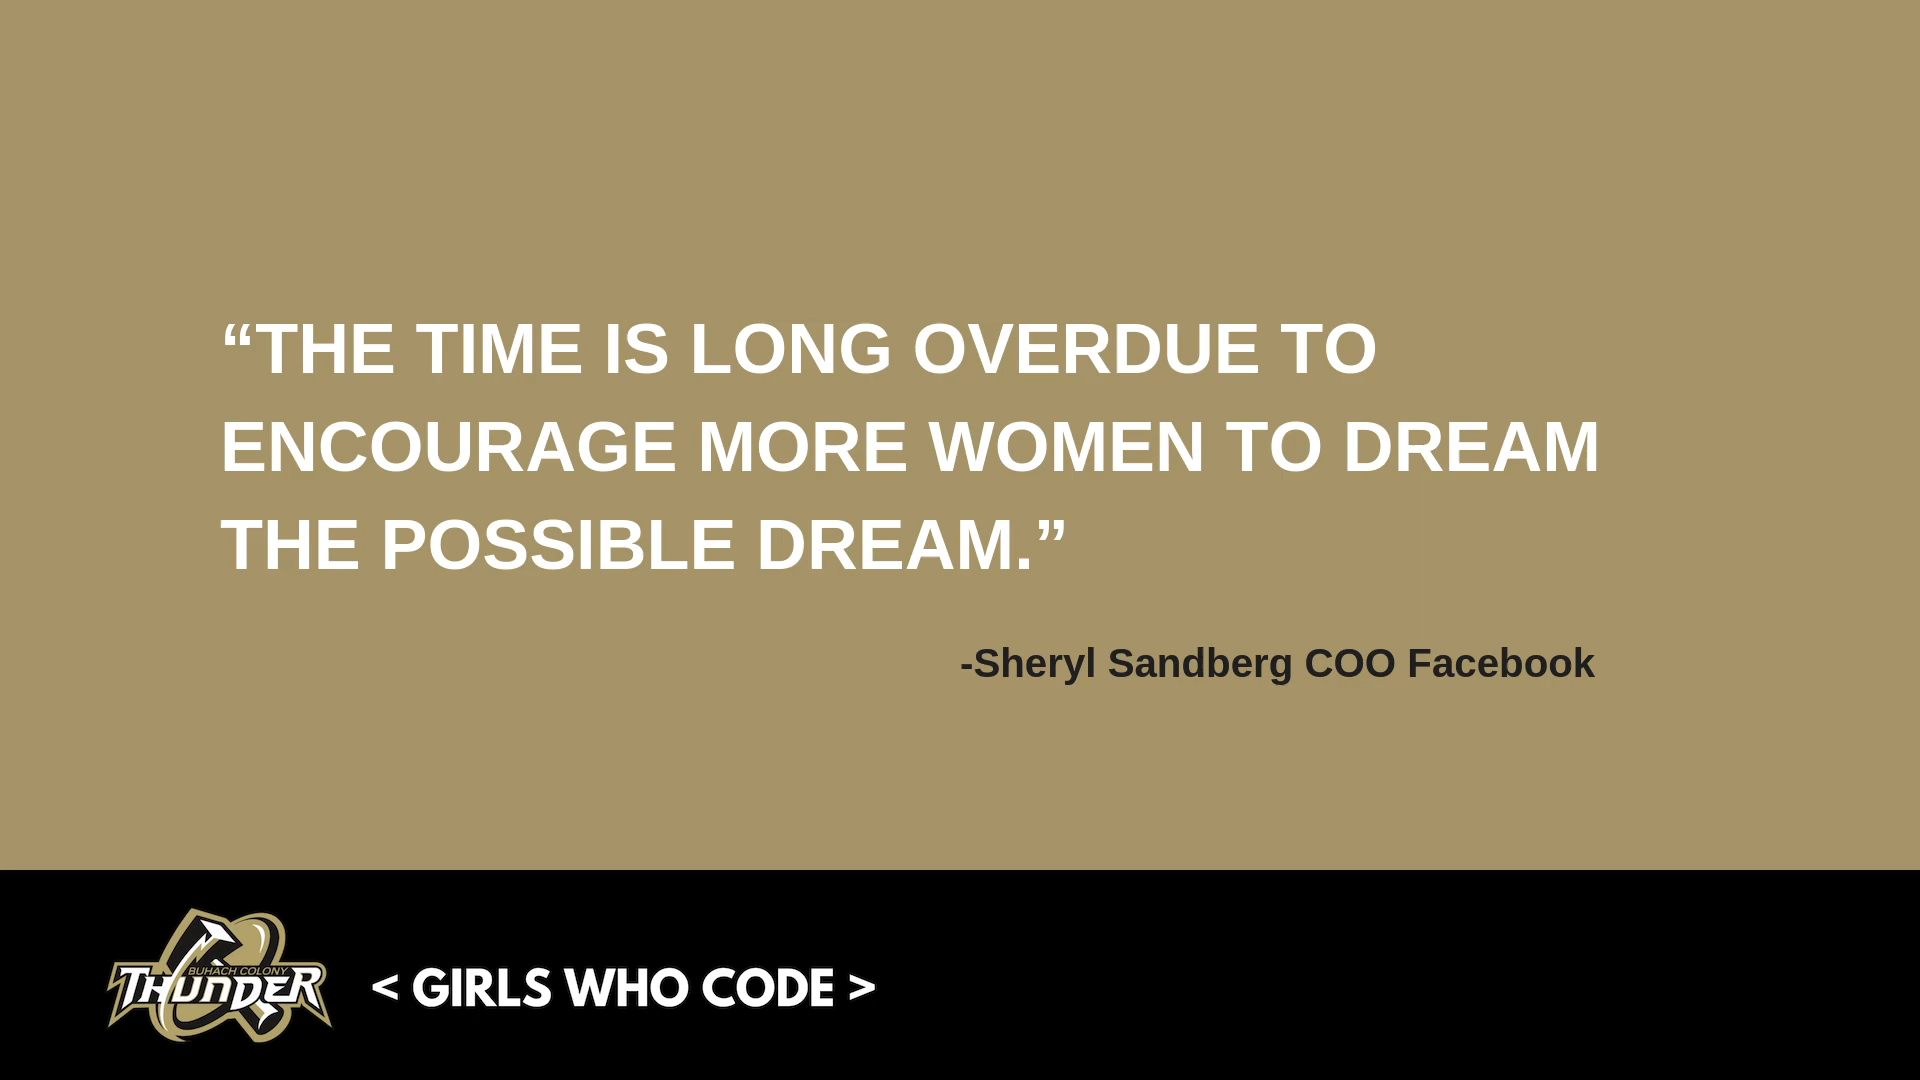 “THE TIME IS LONG OVERDUE TO
ENCOURAGE MORE WOMEN TO DREAM
THE POSSIBLE DREAM.”
-Sheryl Sandberg COO Facebook
BUHACH COLONY
THUNDER
< GIRLS WHO CODE >